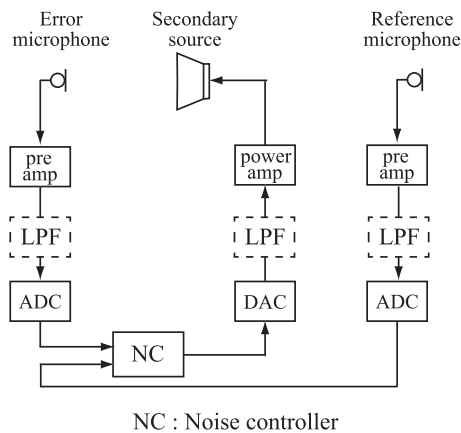 Error
microphone
Secondary
source
Reference
microphone
pre
amp
power
amp
pre
amp
LPF
LPF
LPF
ADC
DAC
ADC
NC
NC : Noise controller